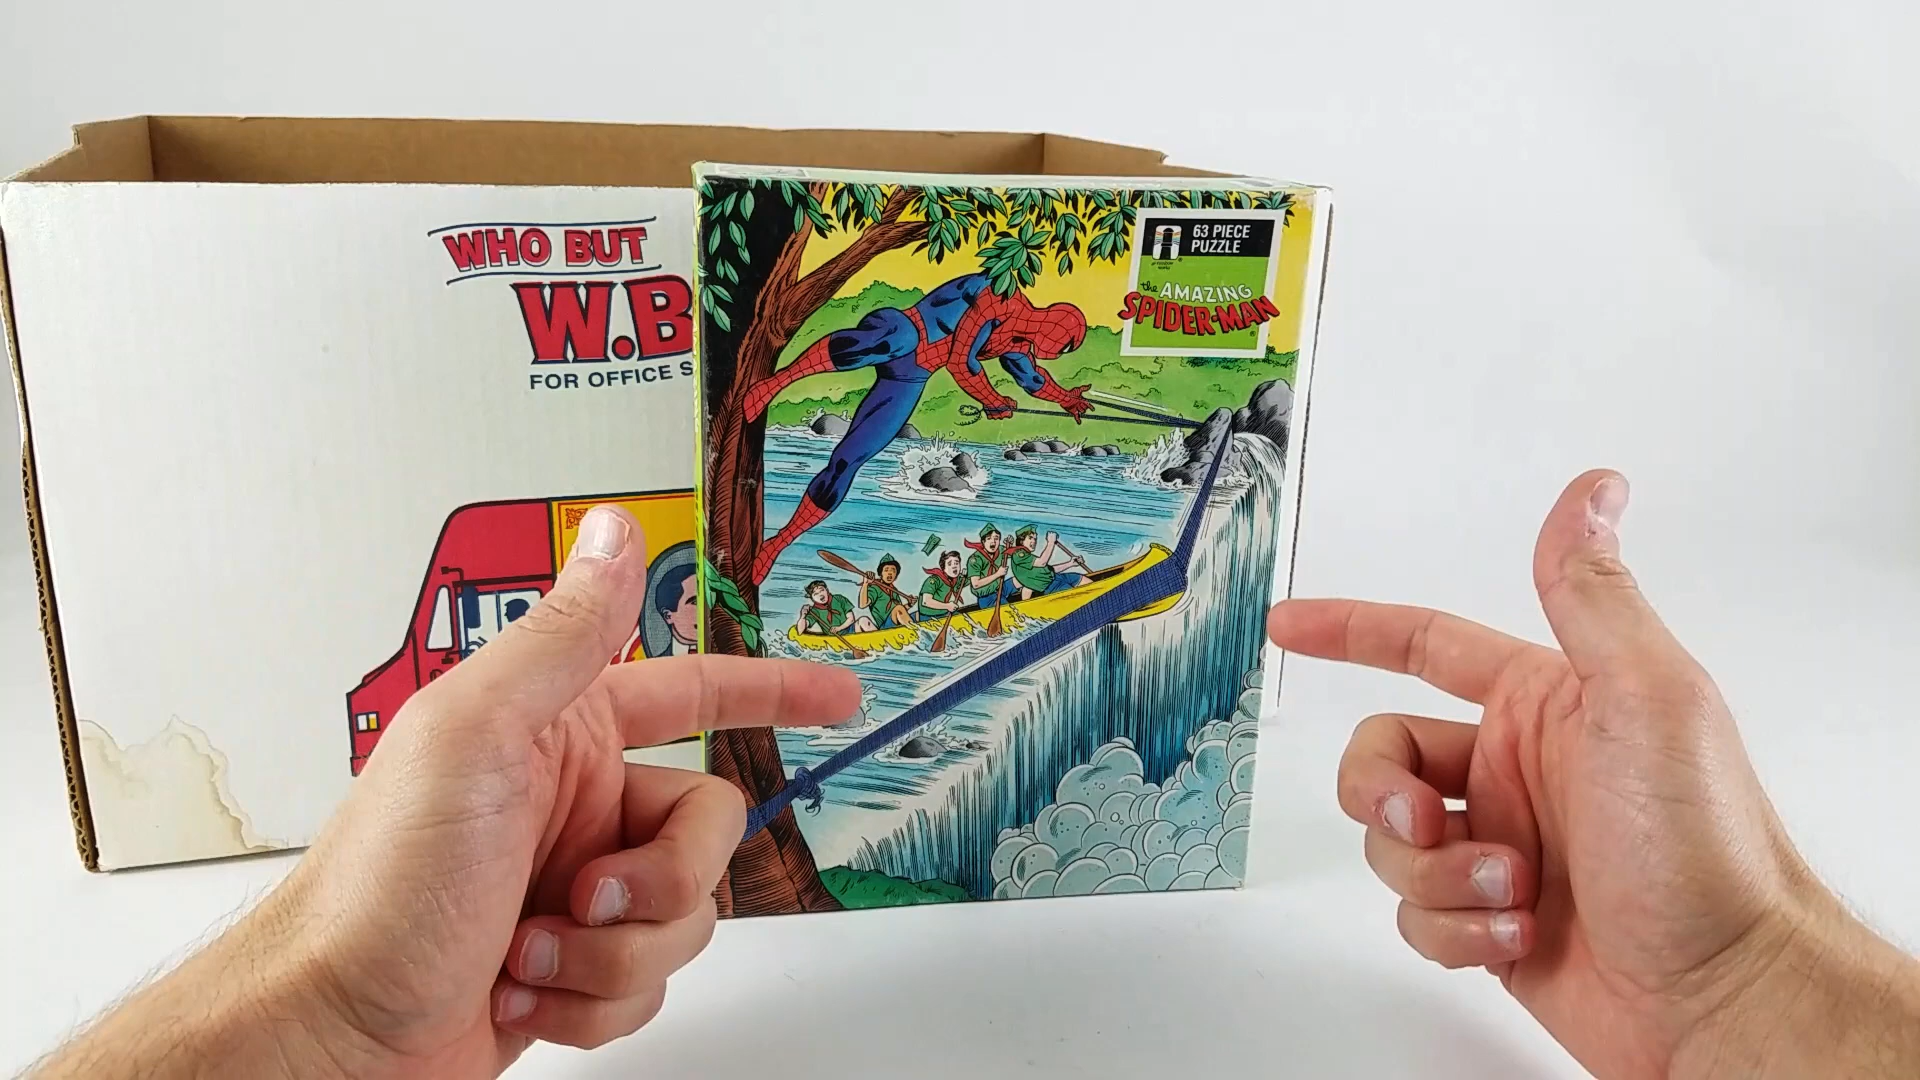 WHO BUT
W.B
FOR OFFICE S
63 PIECE
PUZZLE
the AMAZING
SPIDER-MAN